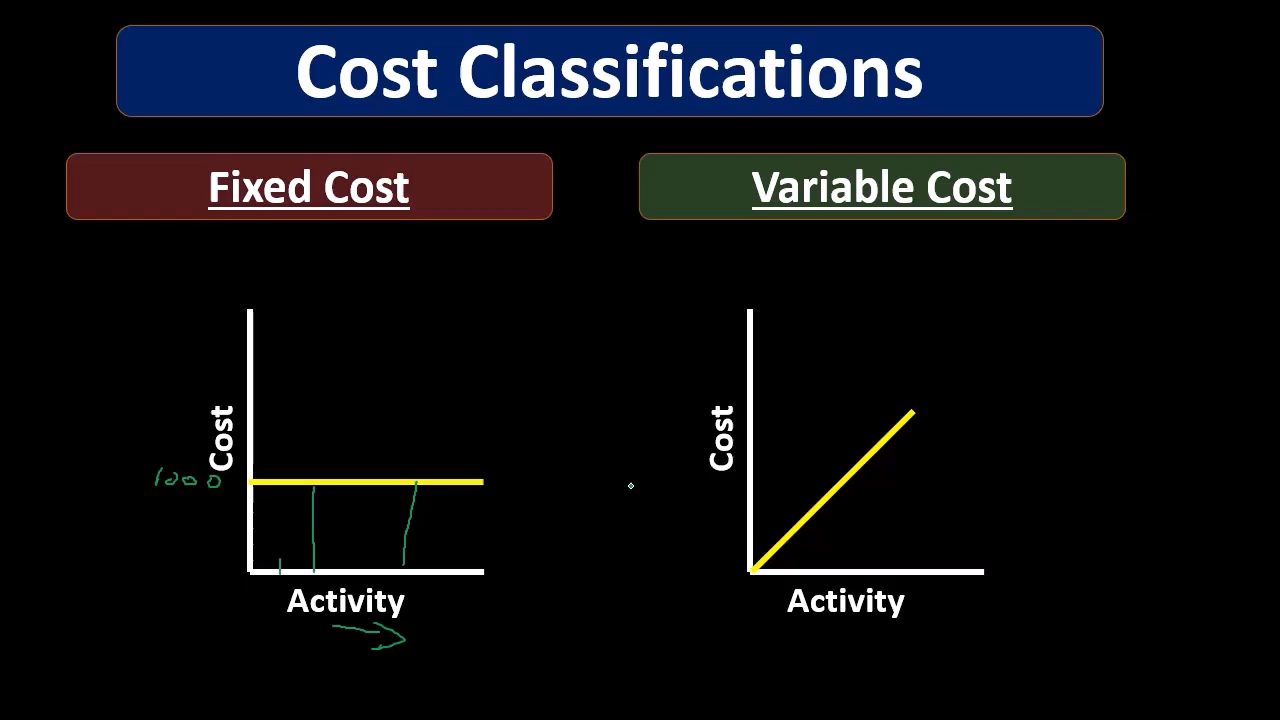 Cost Classifications
Fixed Cost
Variable Cost
Cost
1000
Activity
Cost
Activity